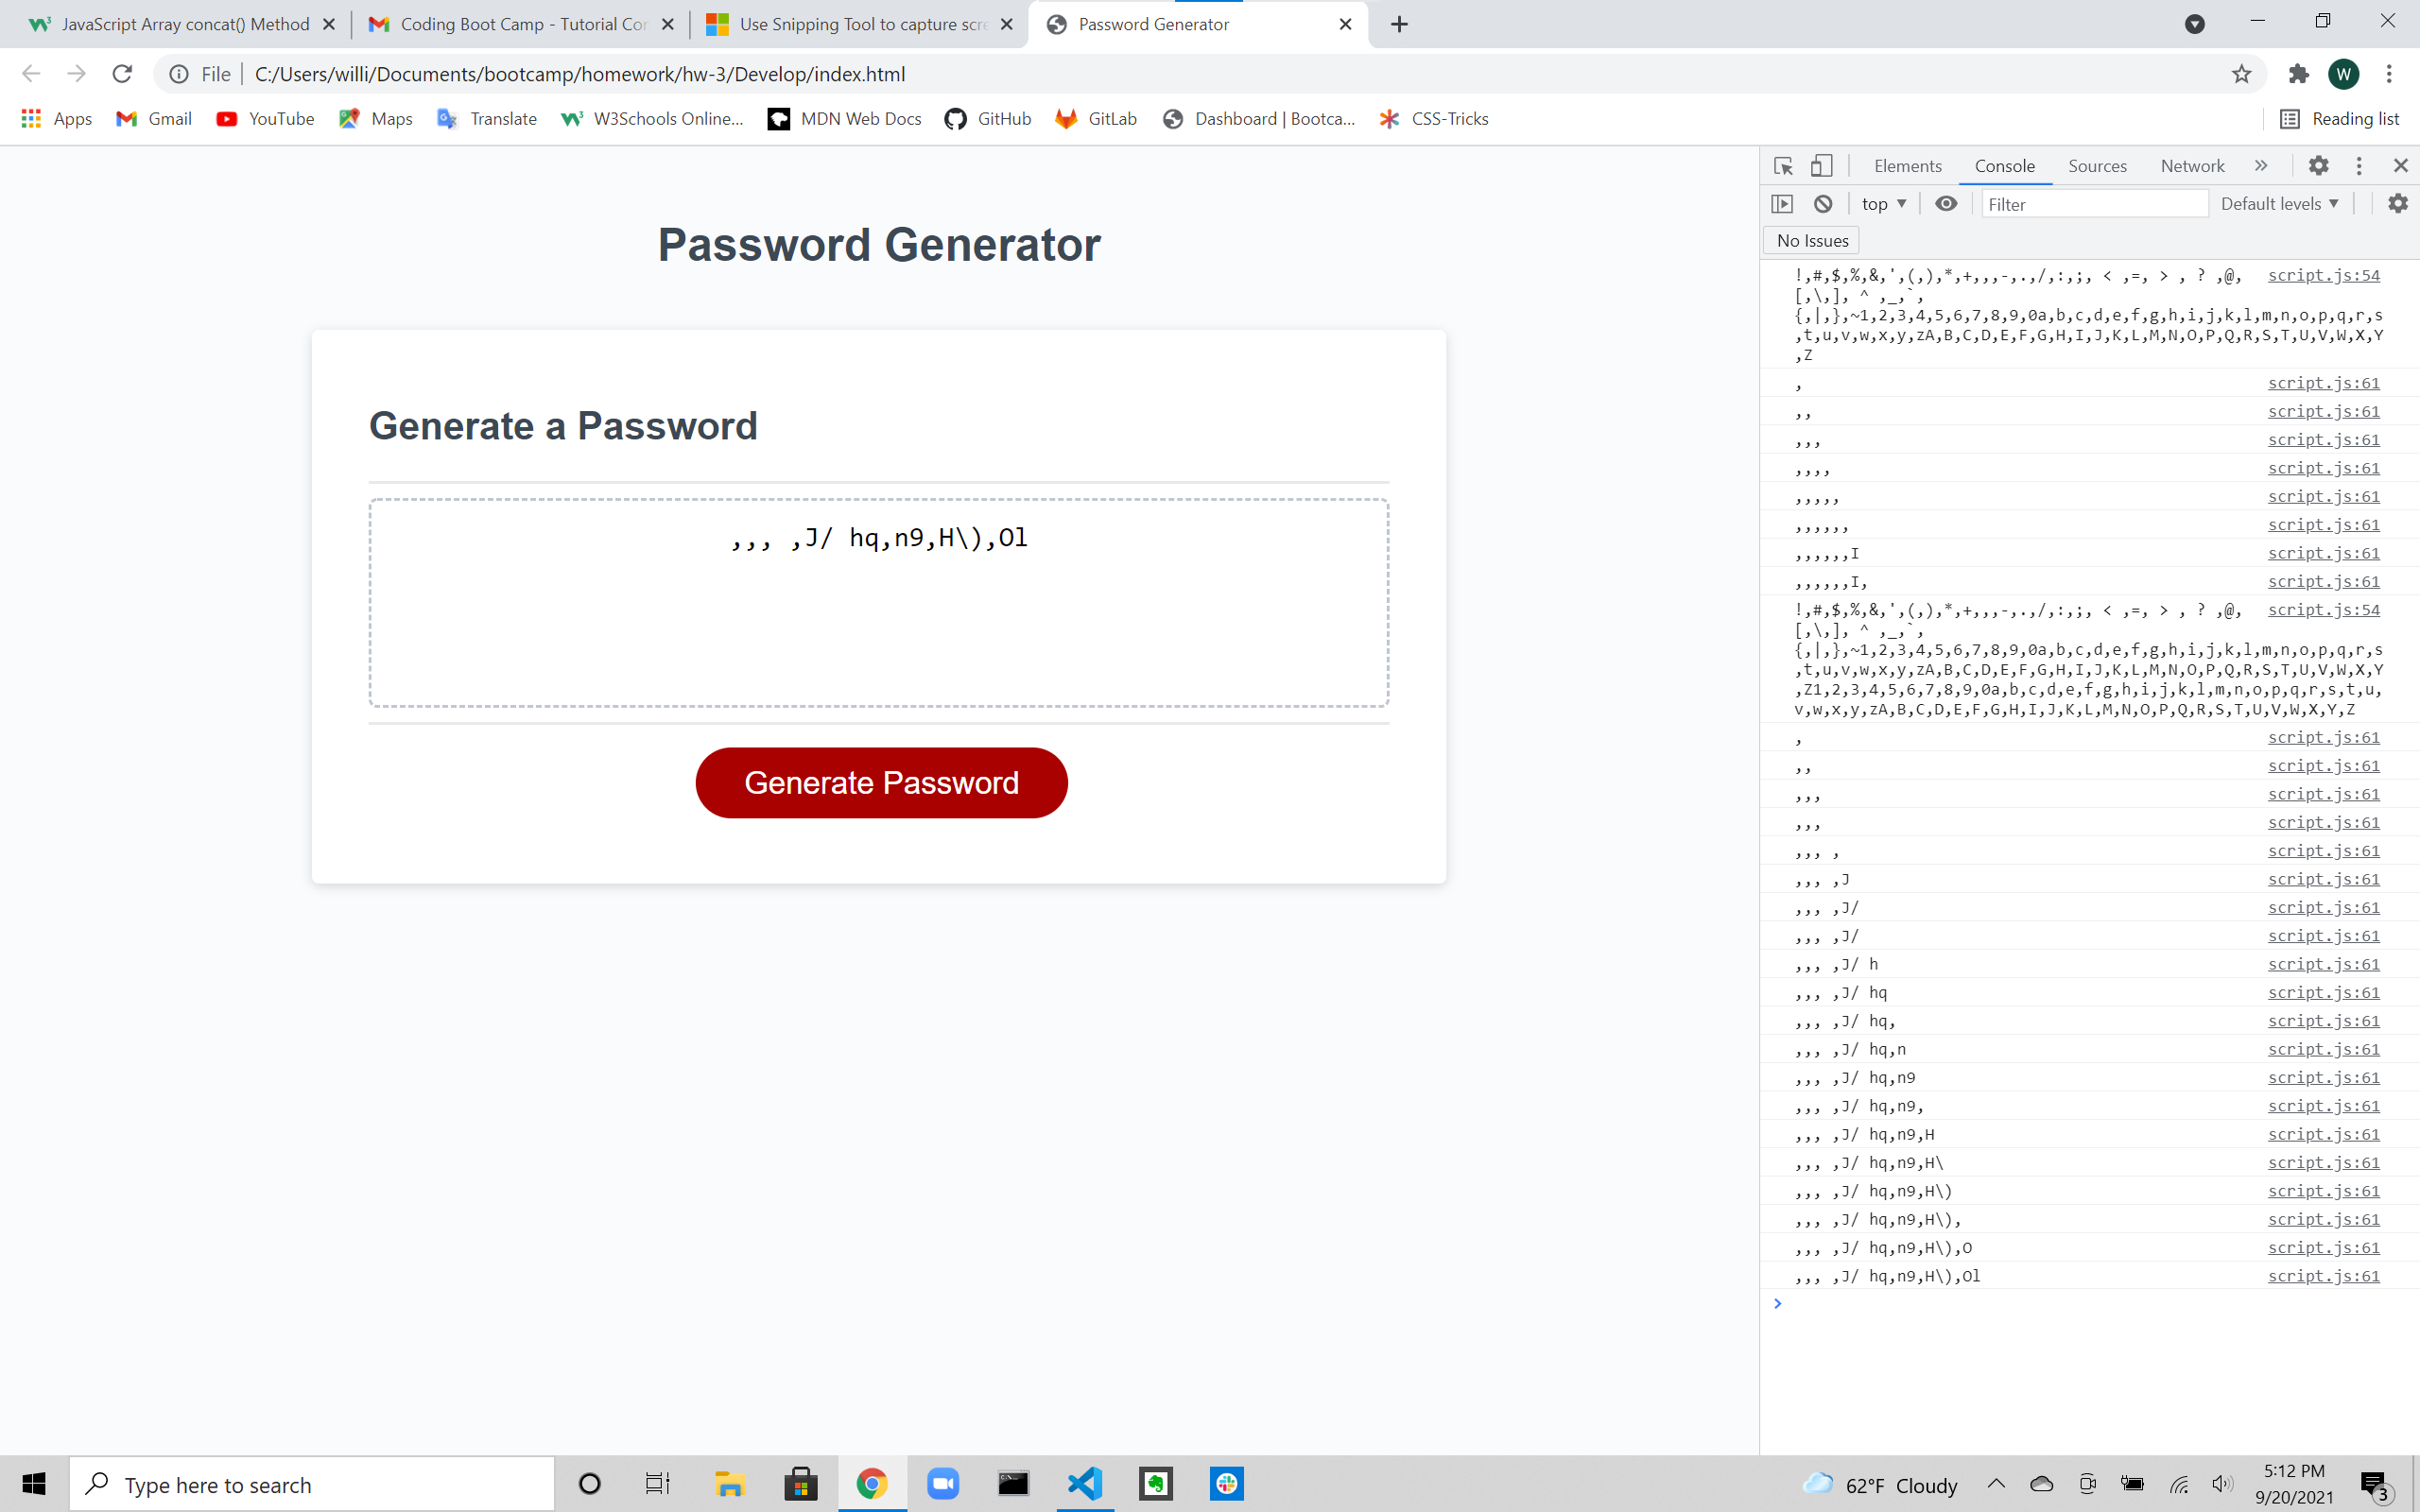 JavaScript Array concat() Method
Coding Boot Camp - Tutorial Cor
Use Snipping Tool to capture scre
Password Generator
File
C:/Users/willi/Documents/bootcamp/homework/hw-3/Develop/index.html
W
Apps
Gmail
YouTube
Maps
Translate
W3Schools Online...
MDN Web Docs
GitHub
GitLab
Dashboard | Bootca...
CSS-Tricks
Reading list
Password Generator
Generate a Password
,,, ,J/ hq,n9,H\),Ol
Generate Password
Elements
Console
Sources
Network
top
Filter
Default levels
No Issues
!,#,$,%,&,',(,),*,+,,,-,.,/,:,;, < ,=, > , ? ,@, script.js:54
[,\,], ^ ,_,`,
{,|,},~1,2,3,4,5,6,7,8,9,0a,b,c,d,e,f,g,h,i,j,k,l,m,n,o,p,q,r,s
,t,u,v,w,x,y,zA,B,C,D,E,F,G,H,I,J,K,L,M,N,O,P,Q,R,S,T,U,V,W,X,Y
,Z
, script.js:61
,, script.js:61
,,, script.js:61
,,,, script.js:61
,,,,, script.js:61
,,,,,, script.js:61
,,,,,,I script.js:61
,,,,,,I, script.js:61
!,#,$,%,&,',(,),*,+,,,-,.,/,:,;, < ,=, > , ? ,@, script.js:54
[,\,], ^ ,_,`,
{,|,},~1,2,3,4,5,6,7,8,9,0a,b,c,d,e,f,g,h,i,j,k,l,m,n,o,p,q,r,s
,t,u,v,w,x,y,zA,B,C,D,E,F,G,H,I,J,K,L,M,N,O,P,Q,R,S,T,U,V,W,X,Y
,Z1,2,3,4,5,6,7,8,9,0a,b,c,d,e,f,g,h,i,j,k,l,m,n,o,p,q,r,s,t,u,
v,w,x,y,zA,B,C,D,E,F,G,H,I,J,K,L,M,N,O,P,Q,R,S,T,U,V,W,X,Y,Z
, script.js:61
,, script.js:61
,,, script.js:61
,,, script.js:61
,,, , script.js:61
,,, ,J script.js:61
,,, ,J/ script.js:61
,,, ,J/ script.js:61
,,, ,J/ h script.js:61
,,, ,J/ hq script.js:61
,,, ,J/ hq, script.js:61
,,, ,J/ hq,n script.js:61
,,, ,J/ hq,n9 script.js:61
,,, ,J/ hq,n9, script.js:61
,,, ,J/ hq,n9,H script.js:61
,,, ,J/ hq,n9,H\ script.js:61
,,, ,J/ hq,n9,H\) script.js:61
,,, ,J/ hq,n9,H\), script.js:61
,,, ,J/ hq,n9,H\),O script.js:61
,,, ,J/ hq,n9,H\),Ol script.js:61
Type here to search
62°F Cloudy
5:12 PM
9/20/2021
3